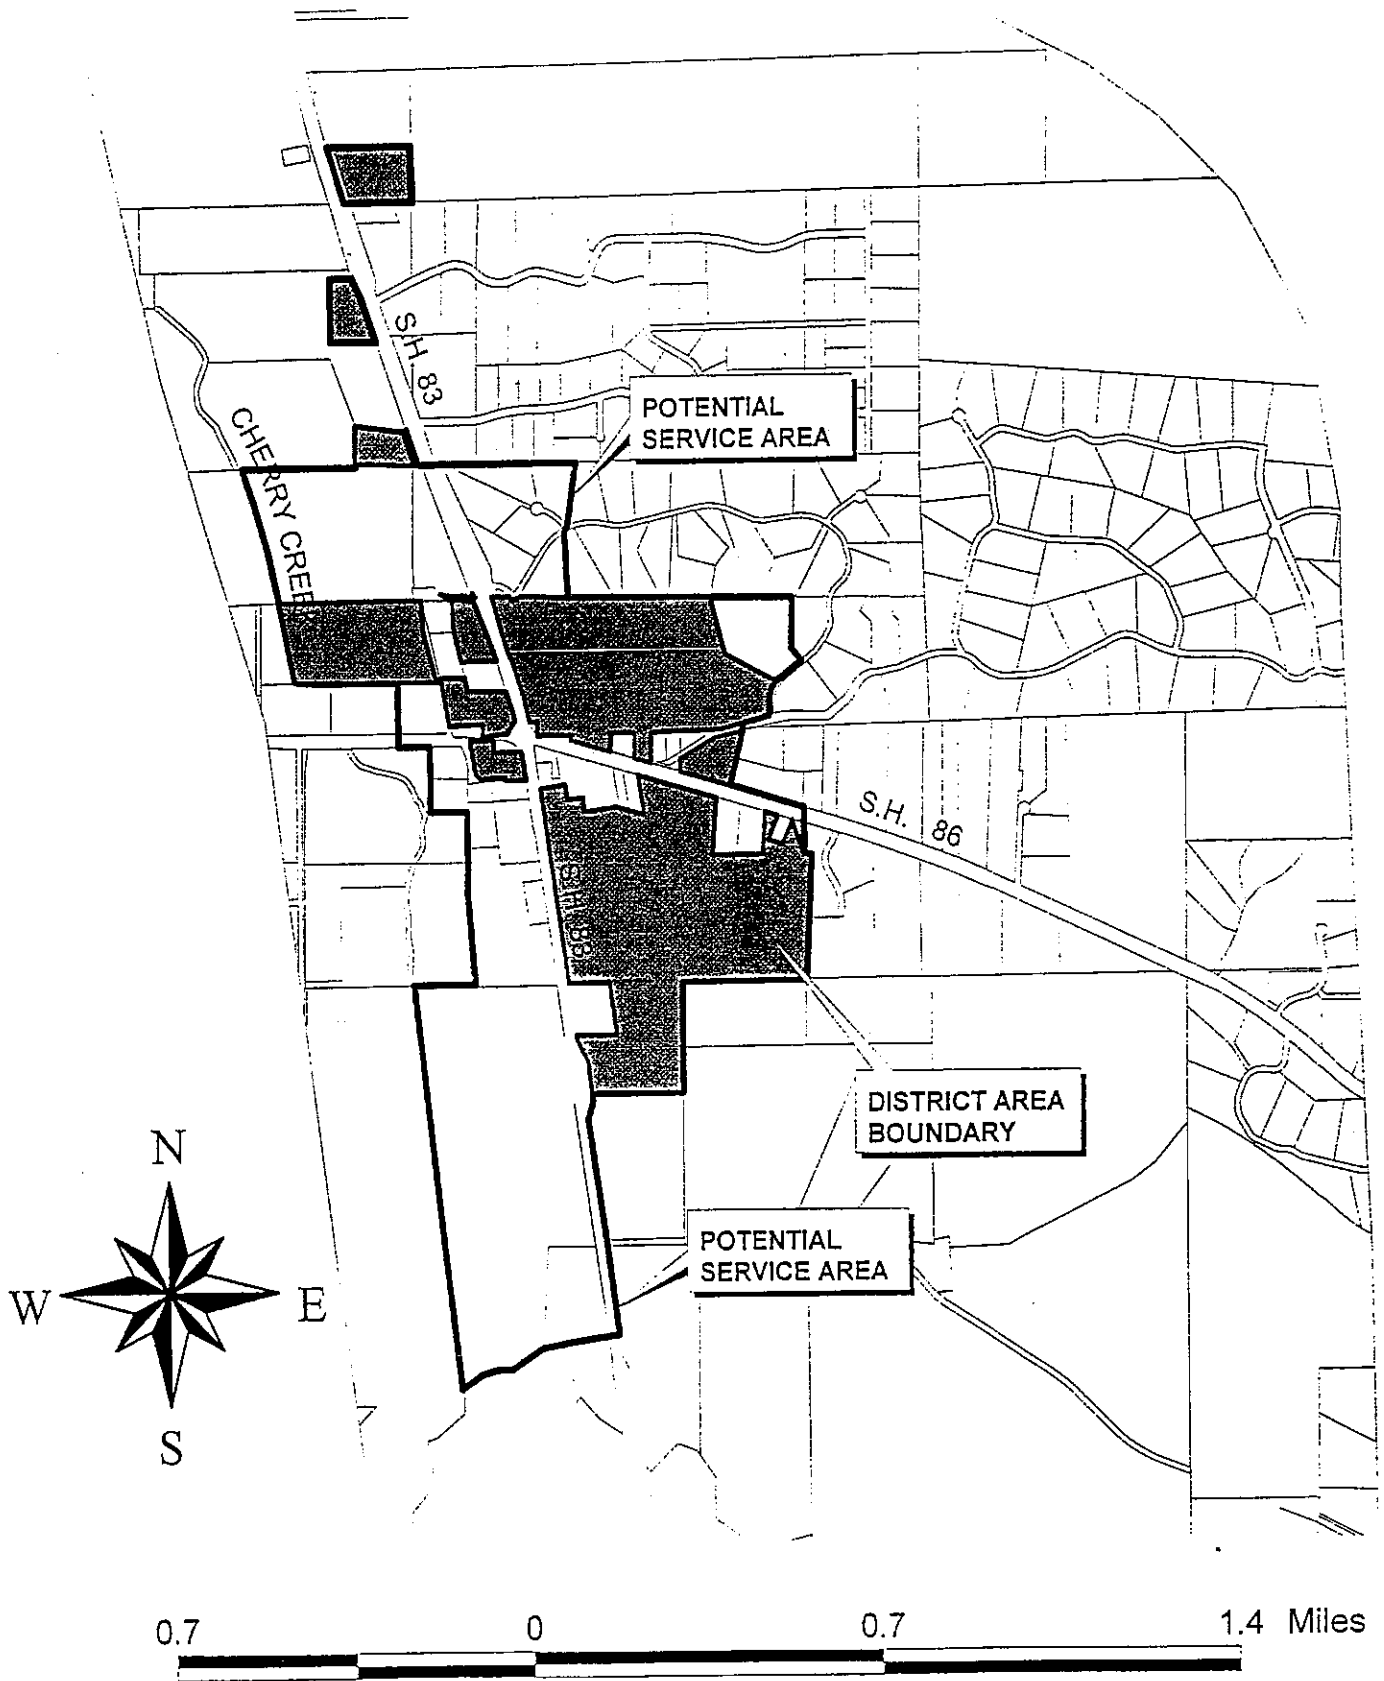 S.H. 83
POTENTIAL
SERVICE AREA
CHERRY CREE
S.H. 86
S.H. 88
DISTRICT AREA
BOUNDARY
POTENTIAL
SERVICE AREA
N
W E
S
0.7 0 0.7 1.4 Miles